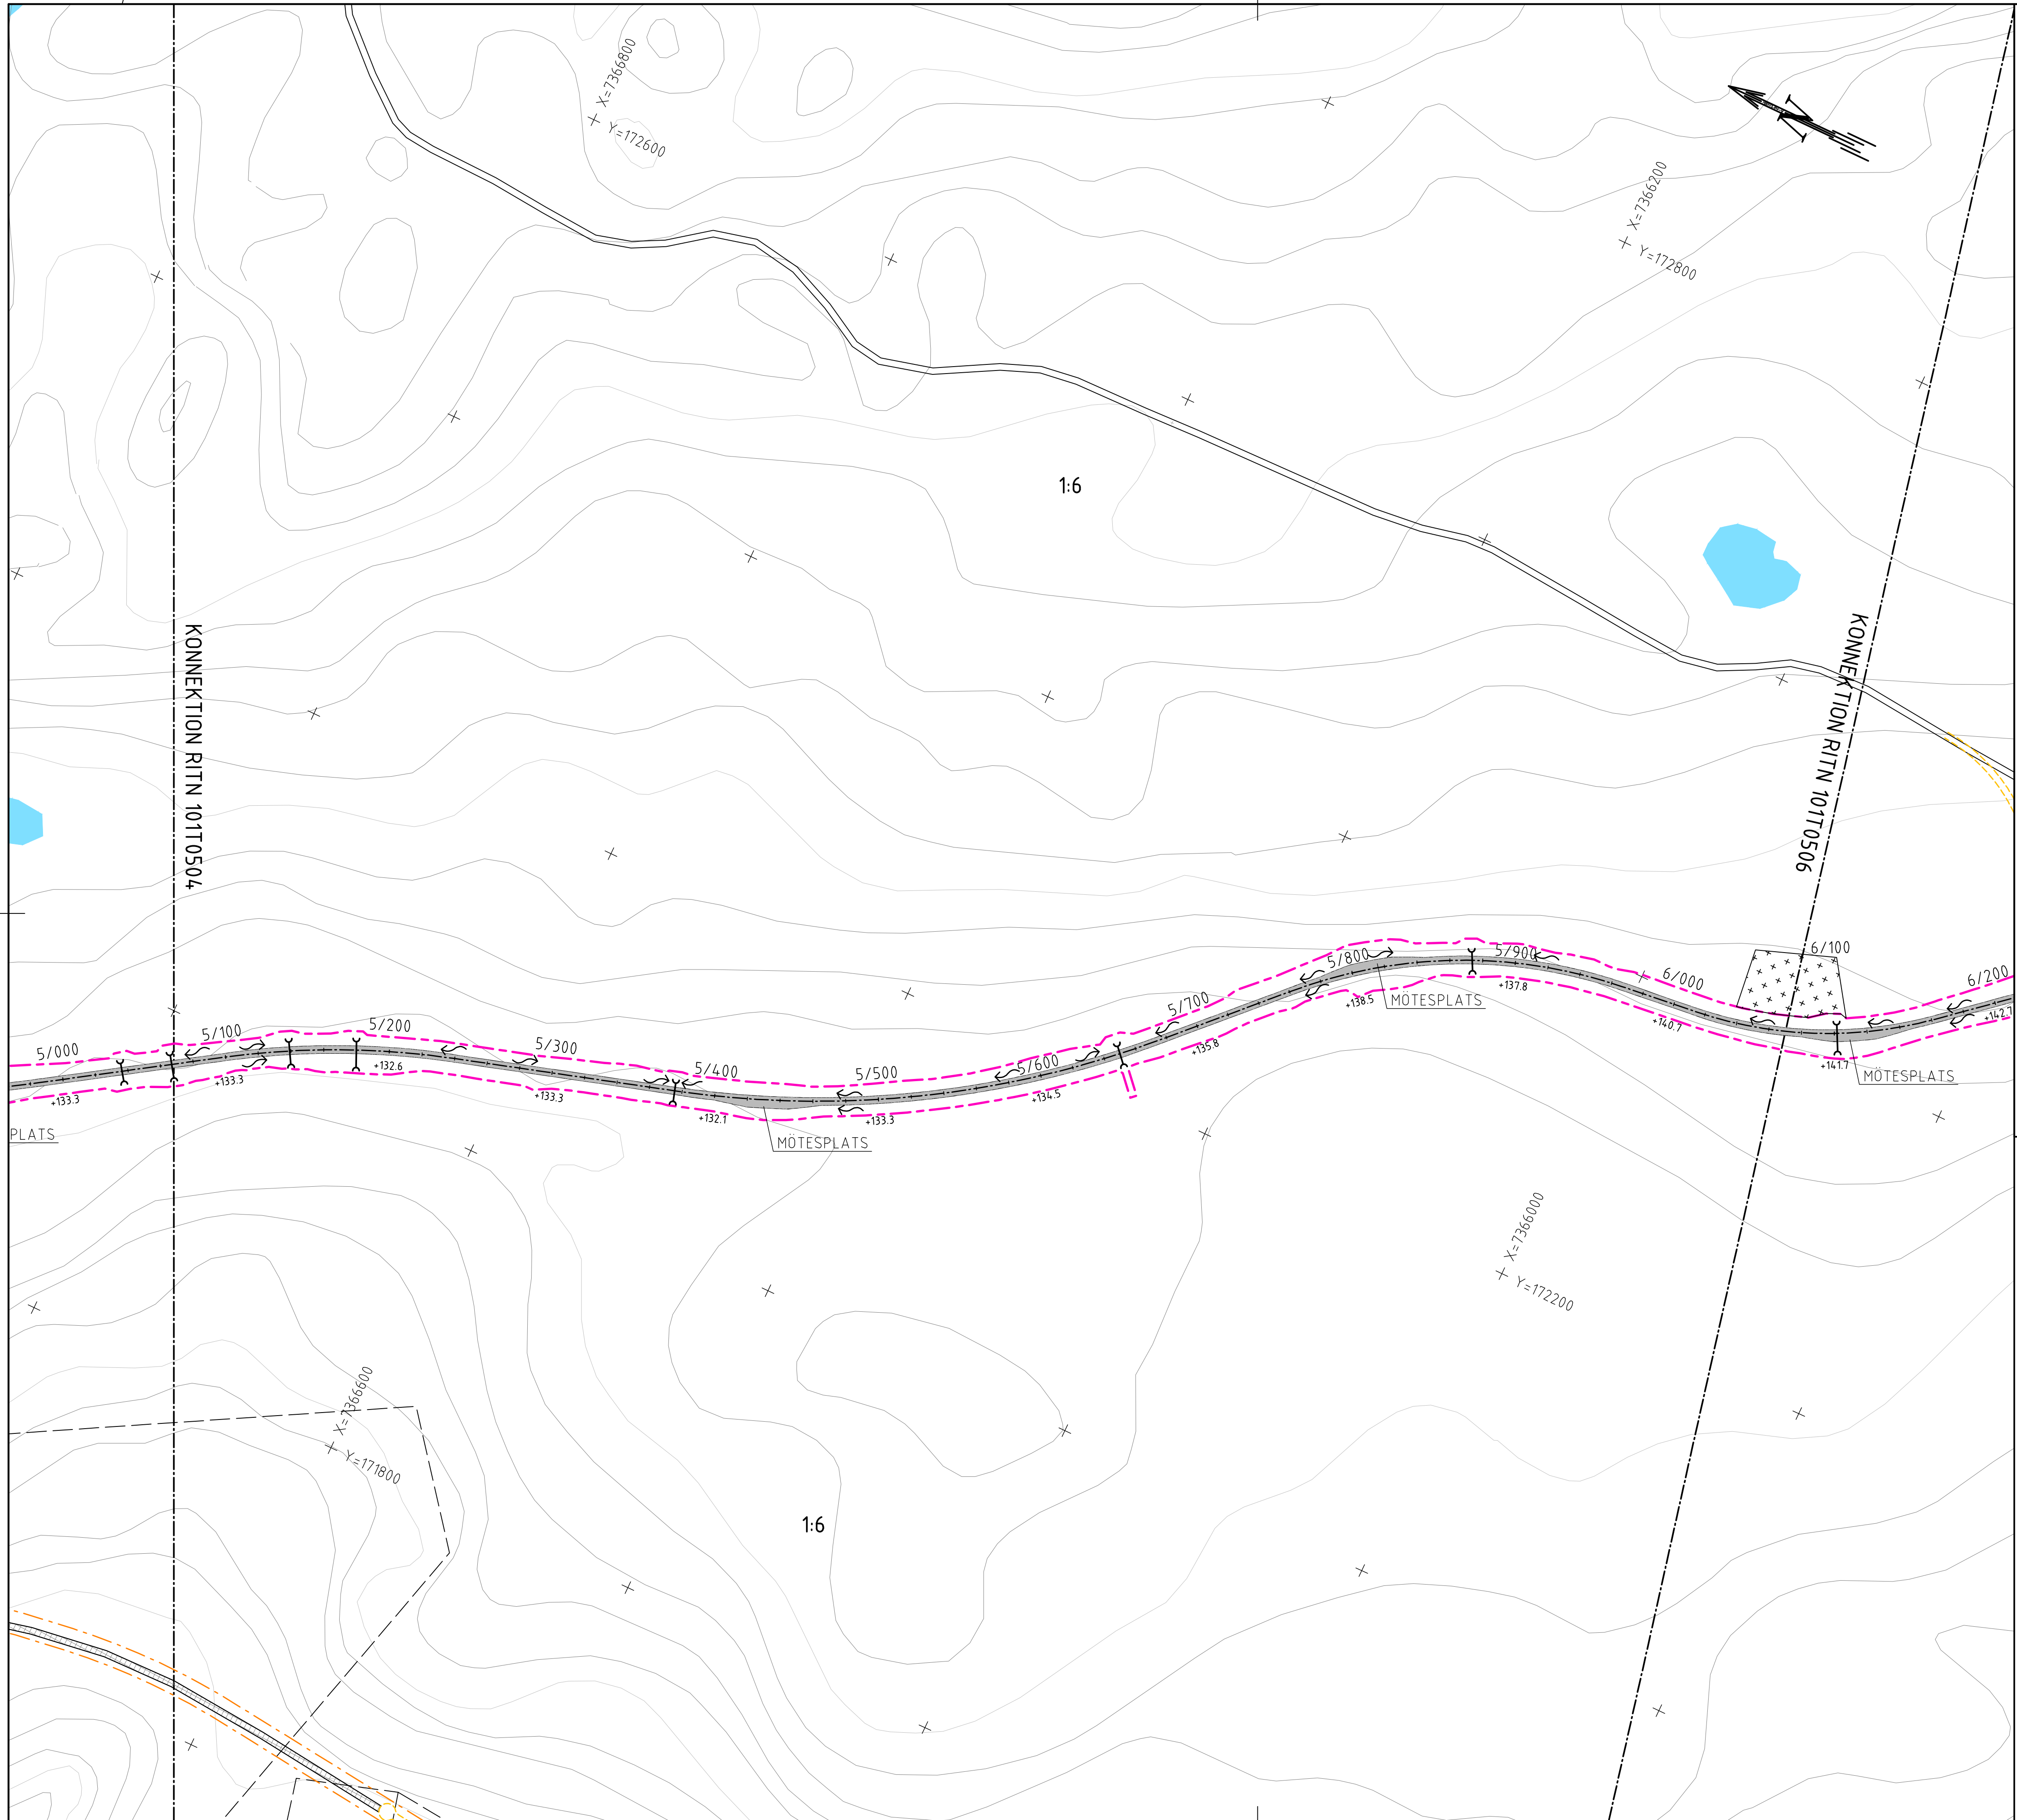 X=7366800
Y=172600
N
X=7366200
Y=172800
1:6
KONNEKTION RITN 101T0504
KONNEKTION RITN 101T0506
5/000
5/100
5/200
5/300
5/400
5/500
5/600
5/700
5/800
5/900
6/000
6/100
6/200
+133.3
+133.3
+132.6
+133.3
+132.1
+133.3
+134.5
+135.8
+138.5
+137.8
+140.7
+141.7
+142.7
PLATS
MÖTESPLATS
MÖTESPLATS
MÖTESPLATS
X=7366000
Y=172200
X=7366600
Y=171800
1:6